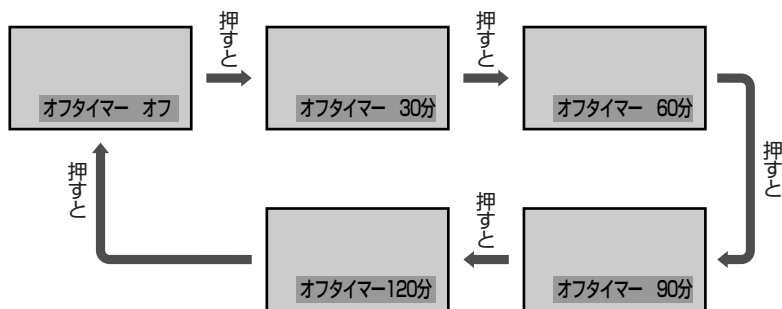 オフタイマー オフ
押すと
オフタイマー 30分
押すと
オフタイマー 60分
押すと
オフタイマー 90分
押すと
オフタイマー120分
押すと